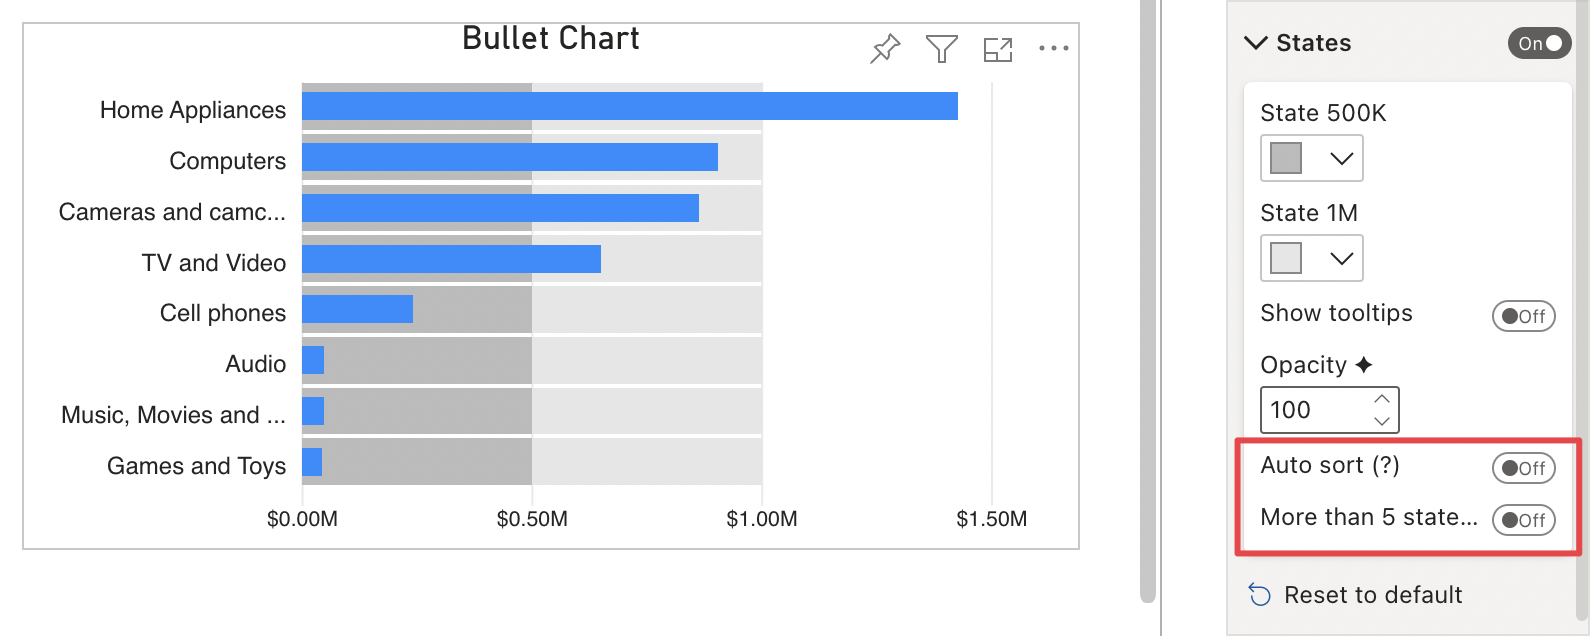 Bullet Chart
Home Appliances
Computers
Cameras and camc...
TV and Video
Cell phones
Audio
Music, Movies and ...
Games and Toys
$0.00M
$0.50M
$1.00M
$1.50M
States
On
State 500K
State 1M
Show tooltips
Off
Opacity
100
Auto sort (?)
Off
More than 5 state...
Off
Reset to default